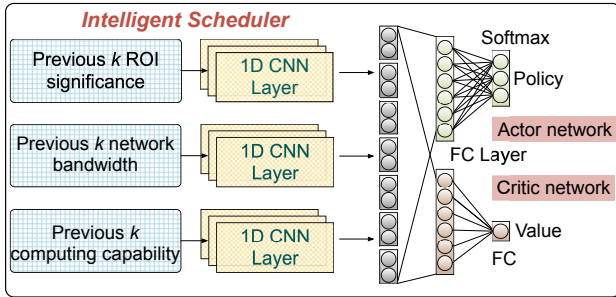 Intelligent Scheduler
Previous k ROI
significance
1D CNN
Layer
Previous k network
bandwidth
1D CNN
Layer
Previous k
computing capability
1D CNN
Layer
Softmax
Policy
Actor network
FC Layer
Critic network
Value
FC